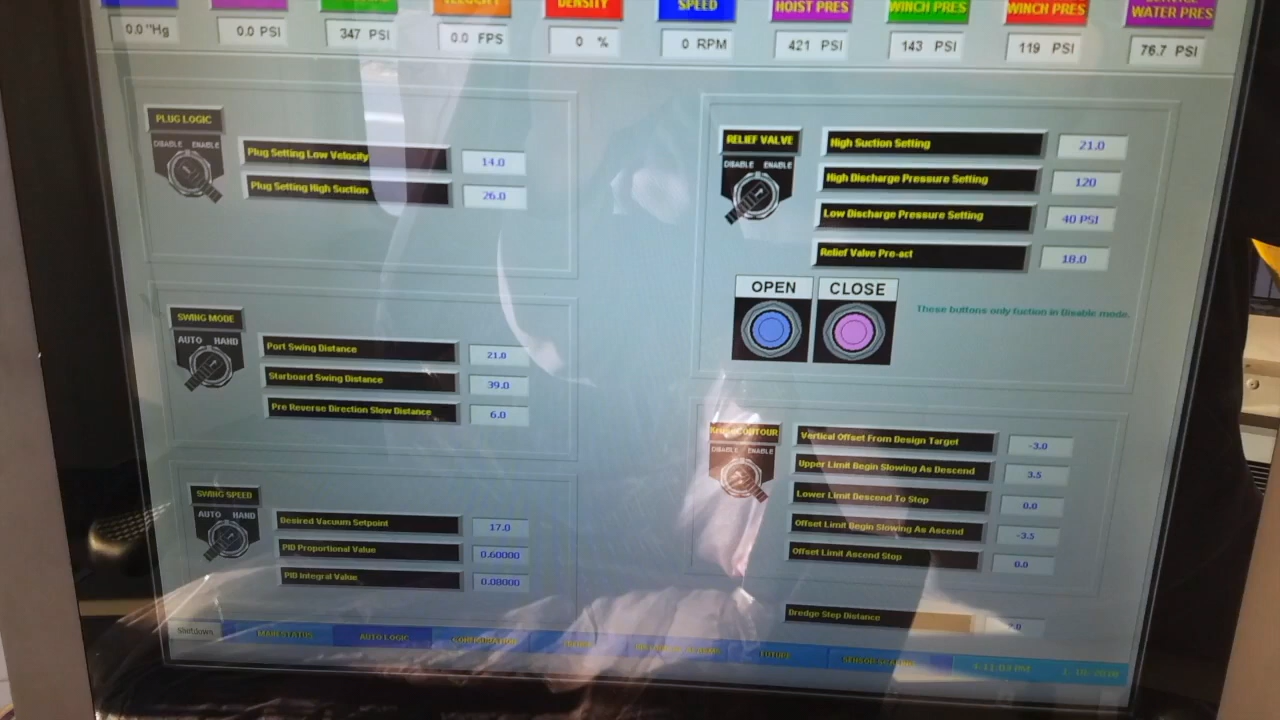 VELOCITY
DENSITY
SPEED
HOIST PRES
WINCH PRES
WINCH PRES
WATER PRES
0.0 "Hg
0.0 PSI
347 PSI
0.0 FPS
0 %
0 RPM
421 PSI
143 PSI
119 PSI
76.7 PSI
PLUG LOGIC
DISABLE ENABLE
Plug Setting Low Velocity 14.0
Plug Setting High Suction 26.0
RELIEF VALVE
DISABLE ENABLE
High Suction Setting 21.0
High Discharge Pressure Setting 120
Low Discharge Pressure Setting 40 PSI
Relief Valve Pre-act 18.0
OPEN
CLOSE
These buttons only fuction in Disable mode.
SWING MODE
AUTO HAND
Port Swing Distance 21.0
Starboard Swing Distance 39.0
Pre Reverse Direction Slow Distance 6.0
SWING SPEED
AUTO HAND
Desired Vacuum Setpoint 17.0
PID Proportional Value 0.60000
PID Integral Value 0.08000
CONTOUR
DISABLE ENABLE
Vertical Offset From Design Target -3.0
Upper Limit Begin Slowing As Descend 3.5
Lower Limit Descend To Stop 0.0
Offset Limit Begin Slowing As Ascend -3.5
Offset Limit Ascend Stop 0.0
Dredge Step Distance
Shutdown
MAIN STATUS
AUTO LOGIC
CONFIGURATION
FUTURE